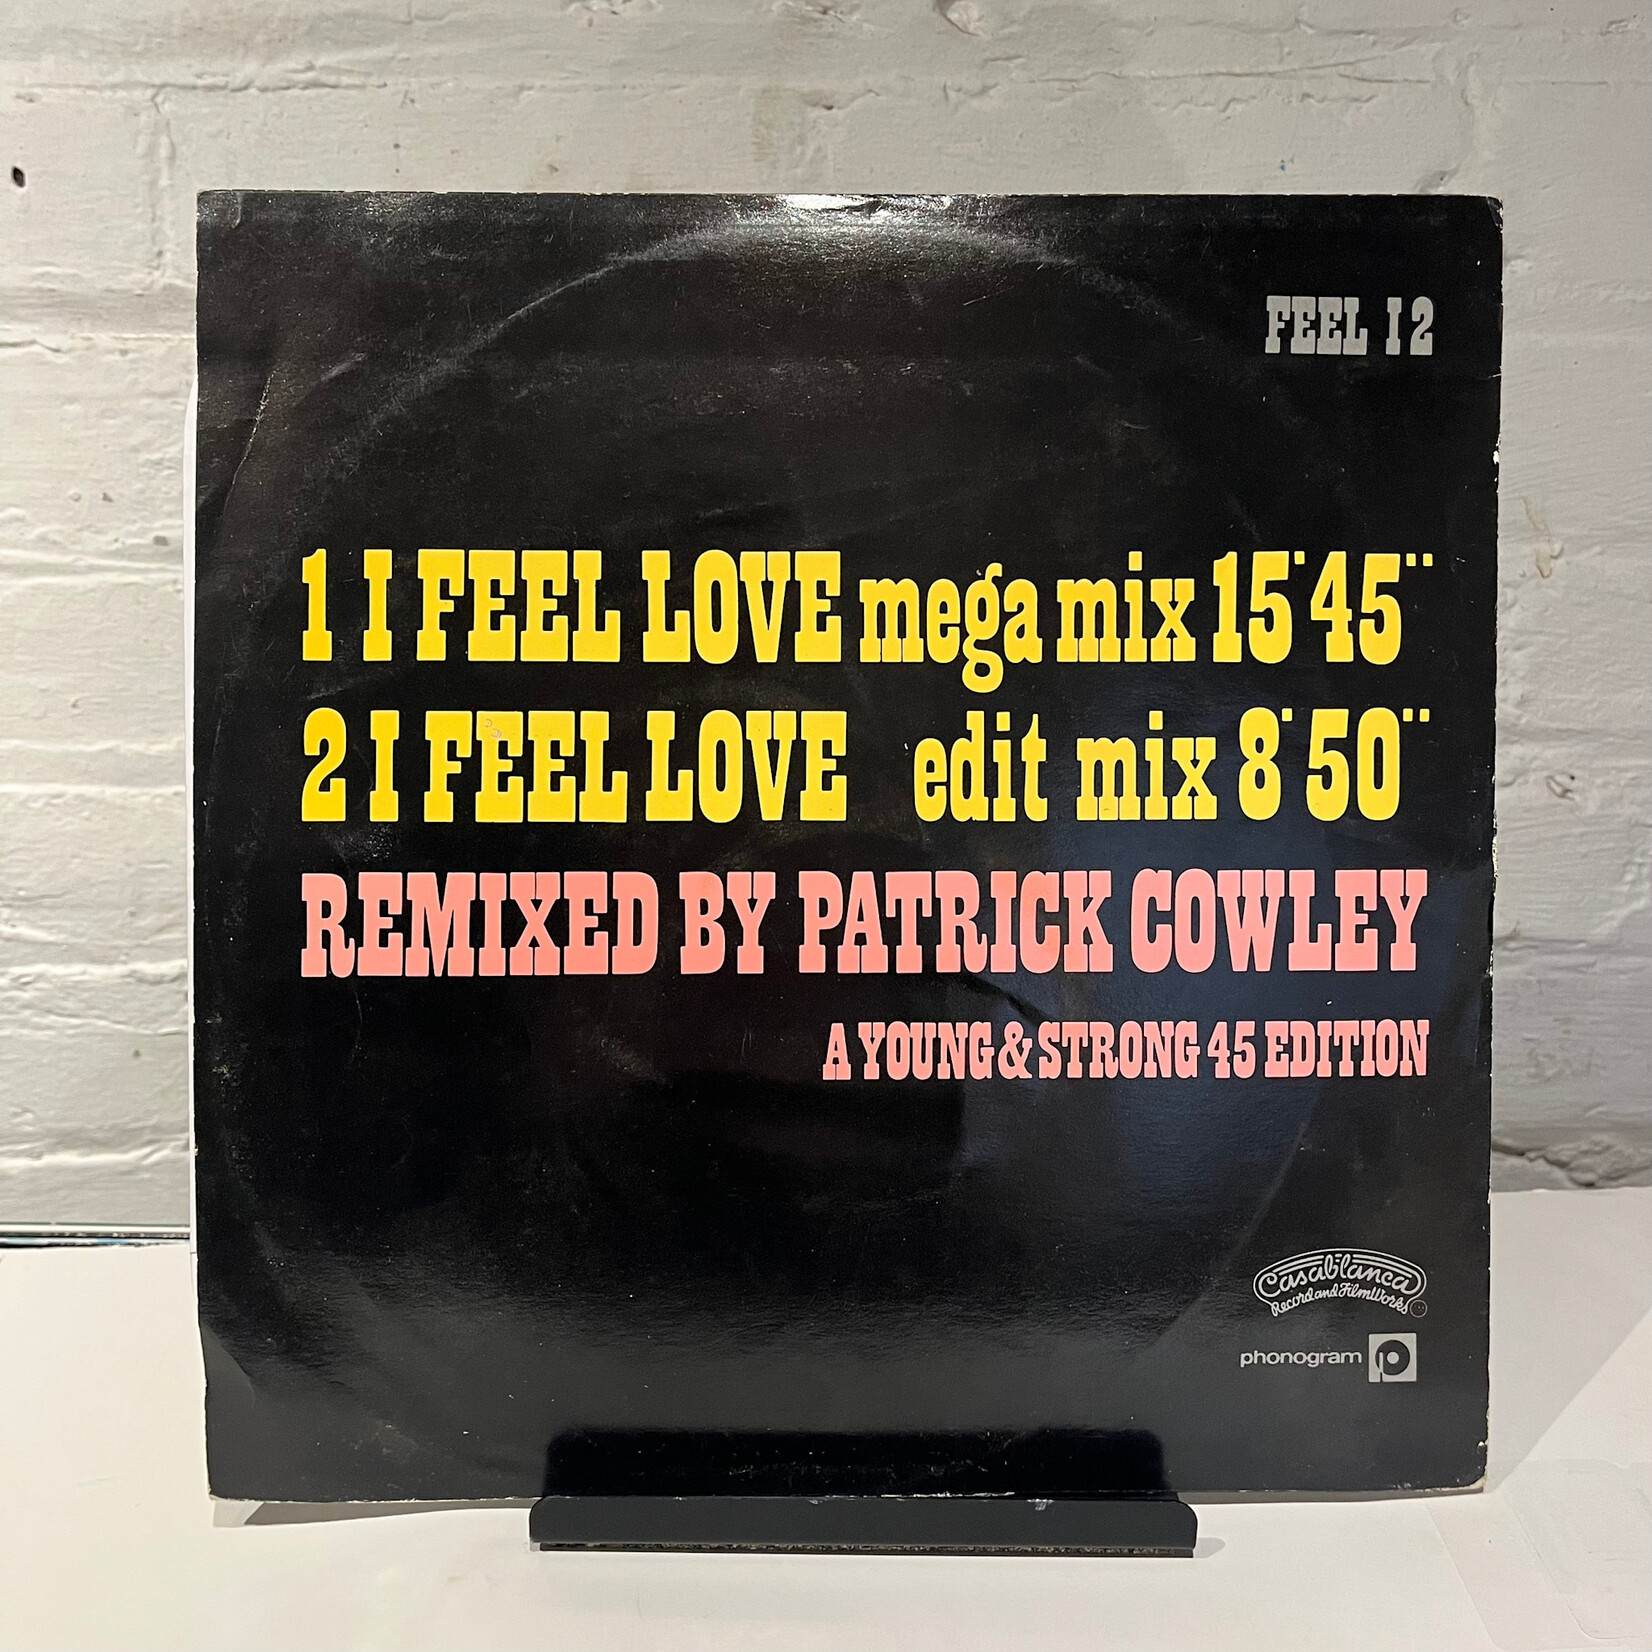 FEEL 12
1 I FEEL LOVE mega mix 15'45''
2 I FEEL LOVE edit mix 8'50''
REMIXED BY PATRICK COWLEY
A YOUNG & STRONG 45 EDITION
Casablanca
Record and FilmWorks
phonogram p